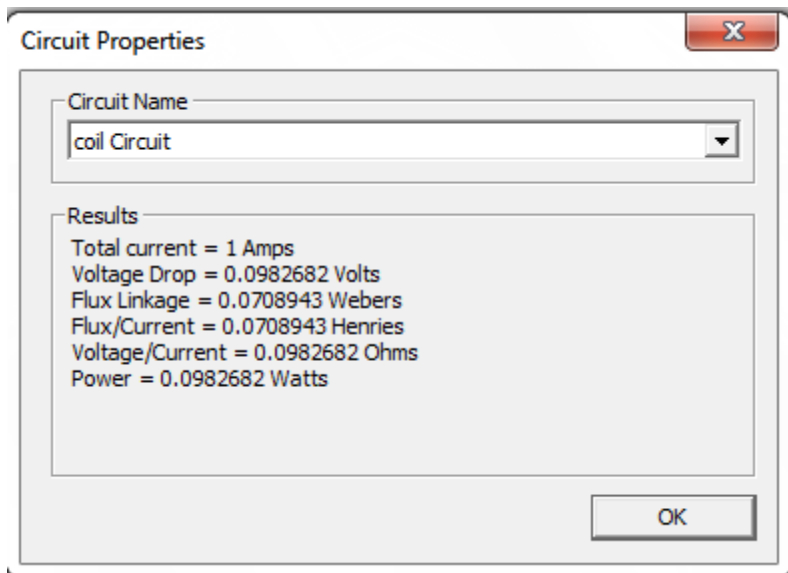 Circuit Properties
Circuit Name
coil Circuit
Results
Total current = 1 Amps
Voltage Drop = 0.0982682 Volts
Flux Linkage = 0.0708943 Webers
Flux/Current = 0.0708943 Henries
Voltage/Current = 0.0982682 Ohms
Power = 0.0982682 Watts
OK